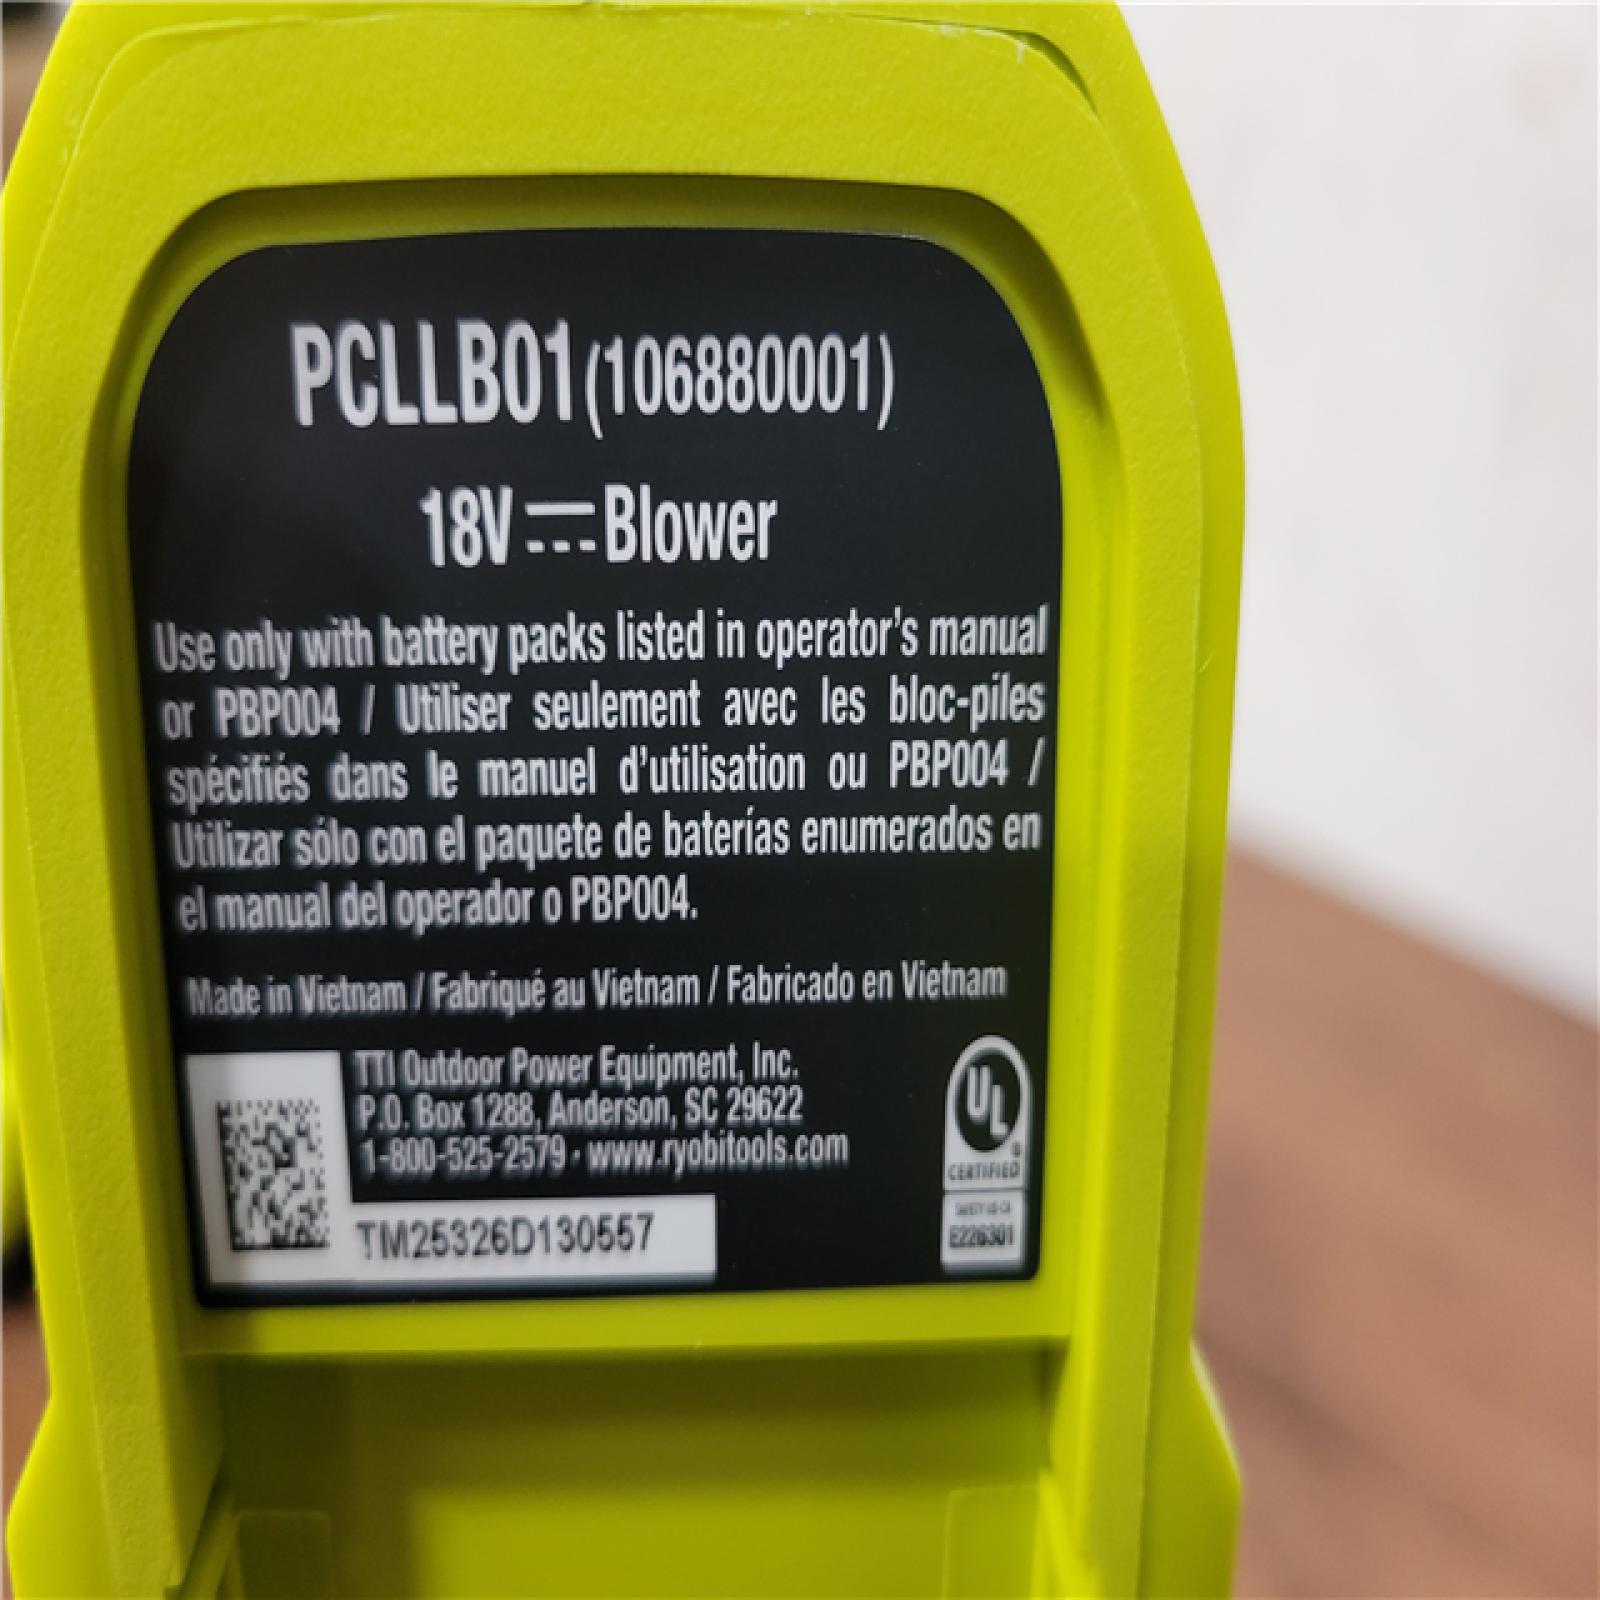 PCLLB01 (106880001)
18V Blower
Use only with battery packs listed in operator's manual
or PBP004 / Utiliser seulement avec les bloc-piles
spécifiés dans le manuel d'utilisation ou PBP004 /
Utilizar sólo con el paquete de baterías enumerados en
el manual del operador o PBP004.
Made in Vietnam / Fabriqué au Vietnam / Fabricado en Vietnam
TTI Outdoor Power Equipment, Inc.
P.O. Box 1288, Anderson, SC 29622
1-800-525-2579 · www.ryobitools.com
TM25326D130557
UL
CERTIFIED
E226301